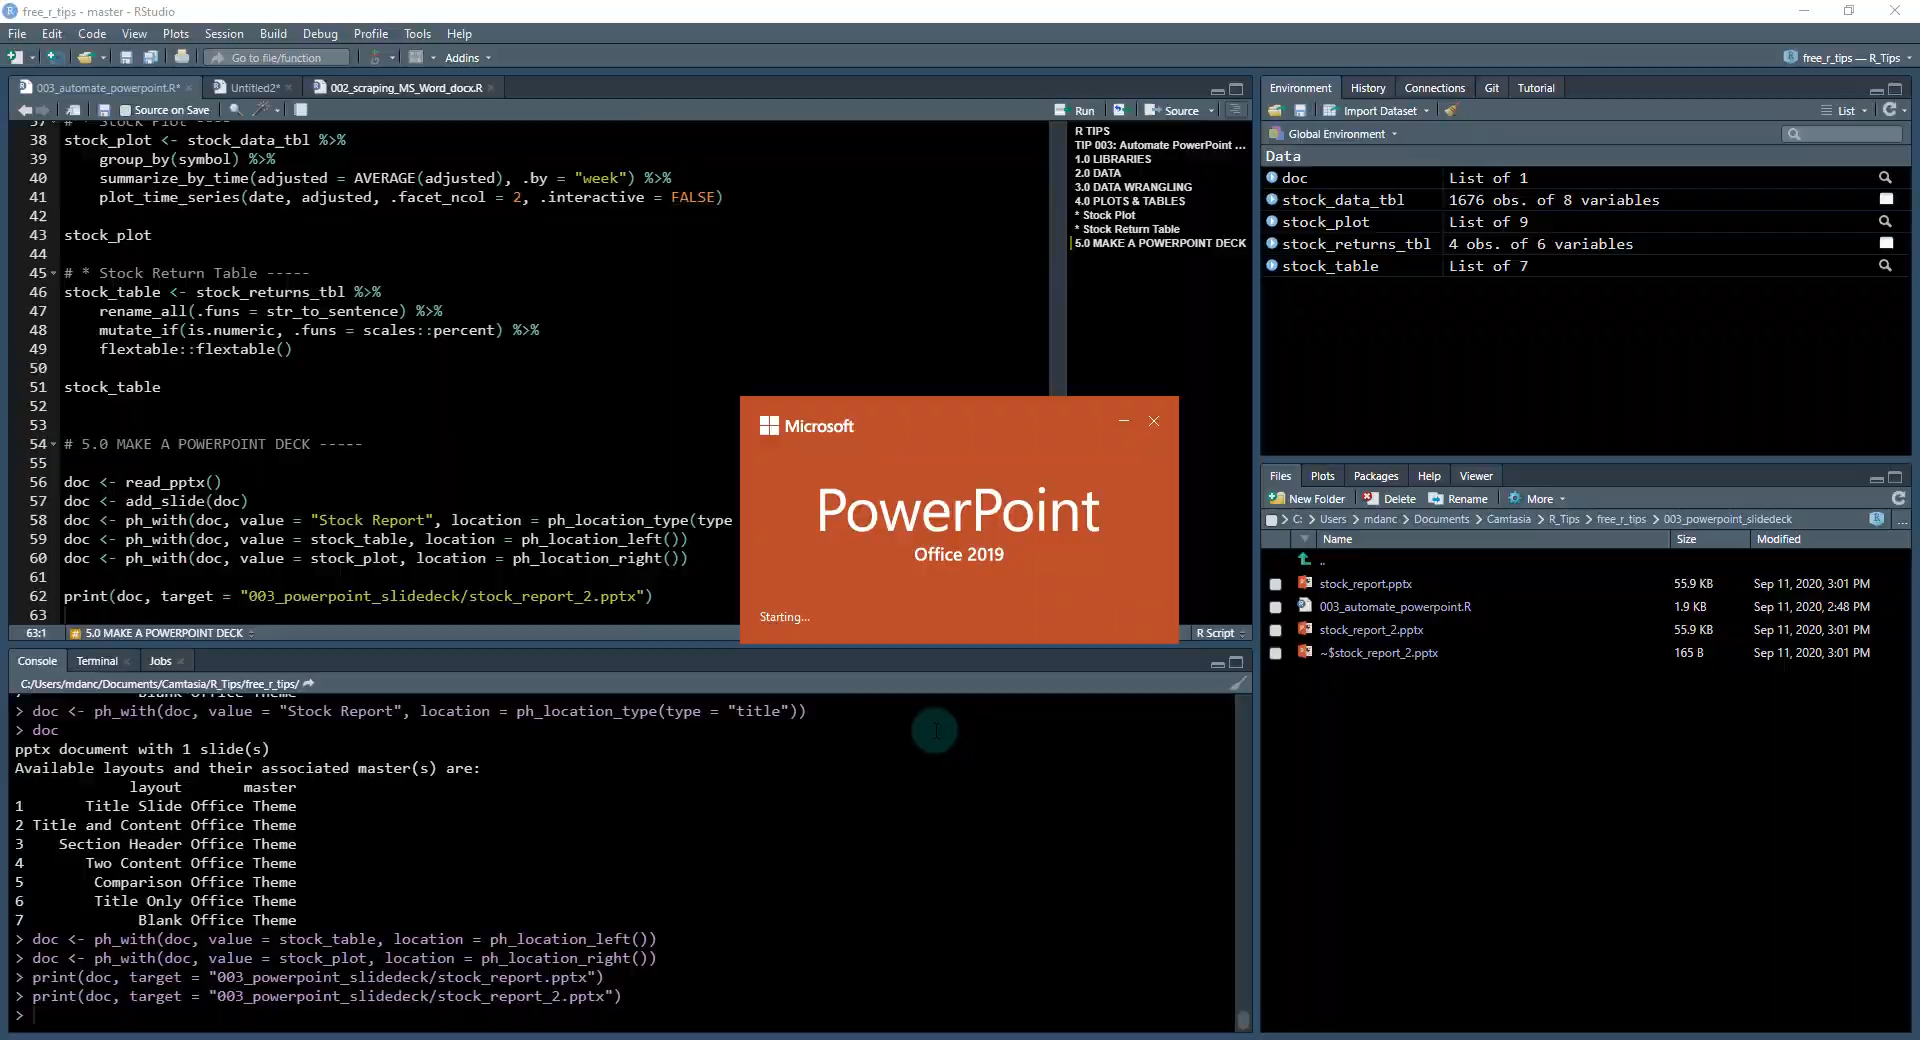 free_r_tips - master - RStudio
File Edit Code View Plots Session Build Debug Profile Tools Help
Go to file/function Addins free_r_tips — R_Tips
003_automate_powerpoint.R* Untitled2* 002_scraping_MS_Word_docx.R
Source on Save Run Source
37 # * Stock Plot ----
38 stock_plot <- stock_data_tbl %>%
39 group_by(symbol) %>%
40 summarize_by_time(adjusted = AVERAGE(adjusted), .by = "week") %>%
41 plot_time_series(date, adjusted, .facet_ncol = 2, .interactive = FALSE)
42
43 stock_plot
44
45 # * Stock Return Table -----
46 stock_table <- stock_returns_tbl %>%
47 rename_all(.funs = str_to_sentence) %>%
48 mutate_if(is.numeric, .funs = scales::percent) %>%
49 flextable::flextable()
50
51 stock_table
52
53
54 # 5.0 MAKE A POWERPOINT DECK -----
55
56 doc <- read_pptx()
57 doc <- add_slide(doc)
58 doc <- ph_with(doc, value = "Stock Report", location = ph_location_type(type
59 doc <- ph_with(doc, value = stock_table, location = ph_location_left())
60 doc <- ph_with(doc, value = stock_plot, location = ph_location_right())
61
62 print(doc, target = "003_powerpoint_slidedeck/stock_report_2.pptx")
63
63:1 # 5.0 MAKE A POWERPOINT DECK R Script
R TIPS
TIP 003: Automate PowerPoint ...
1.0 LIBRARIES
2.0 DATA
3.0 DATA WRANGLING
4.0 PLOTS & TABLES
* Stock Plot
* Stock Return Table
5.0 MAKE A POWERPOINT DECK
Microsoft
PowerPoint
Office 2019
Starting...
Console Terminal Jobs
C:/Users/mdanc/Documents/Camtasia/R_Tips/free_r_tips/
7 Blank Office Theme
> doc <- ph_with(doc, value = "Stock Report", location = ph_location_type(type = "title"))
> doc
pptx document with 1 slide(s)
Available layouts and their associated master(s) are:
layout master
1 Title Slide Office Theme
2 Title and Content Office Theme
3 Section Header Office Theme
4 Two Content Office Theme
5 Comparison Office Theme
6 Title Only Office Theme
7 Blank Office Theme
> doc <- ph_with(doc, value = stock_table, location = ph_location_left())
> doc <- ph_with(doc, value = stock_plot, location = ph_location_right())
> print(doc, target = "003_powerpoint_slidedeck/stock_report.pptx")
> print(doc, target = "003_powerpoint_slidedeck/stock_report_2.pptx")
>
Environment History Connections Git Tutorial
Import Dataset List
Global Environment
Data
doc List of 1
stock_data_tbl 1676 obs. of 8 variables
stock_plot List of 9
stock_returns_tbl 4 obs. of 6 variables
stock_table List of 7
Files Plots Packages Help Viewer
New Folder Delete Rename More
C: > Users > mdanc > Documents > Camtasia > R_Tips > free_r_tips > 003_powerpoint_slidedeck ...
Name Size Modified
..
stock_report.pptx 55.9 KB Sep 11, 2020, 3:01 PM
003_automate_powerpoint.R 1.9 KB Sep 11, 2020, 2:48 PM
stock_report_2.pptx 55.9 KB Sep 11, 2020, 3:01 PM
~$stock_report_2.pptx 165 B Sep 11, 2020, 3:01 PM